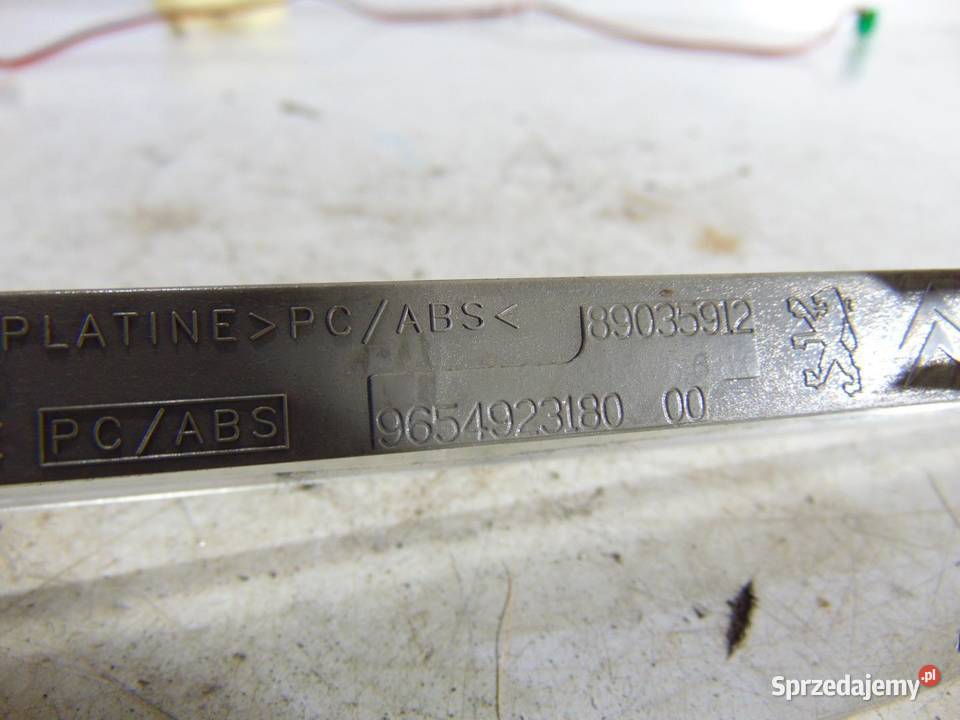 PLATINE>PC/ABS<
89035912
PC/ABS
9654923180 00
Sprzedajemy.pl